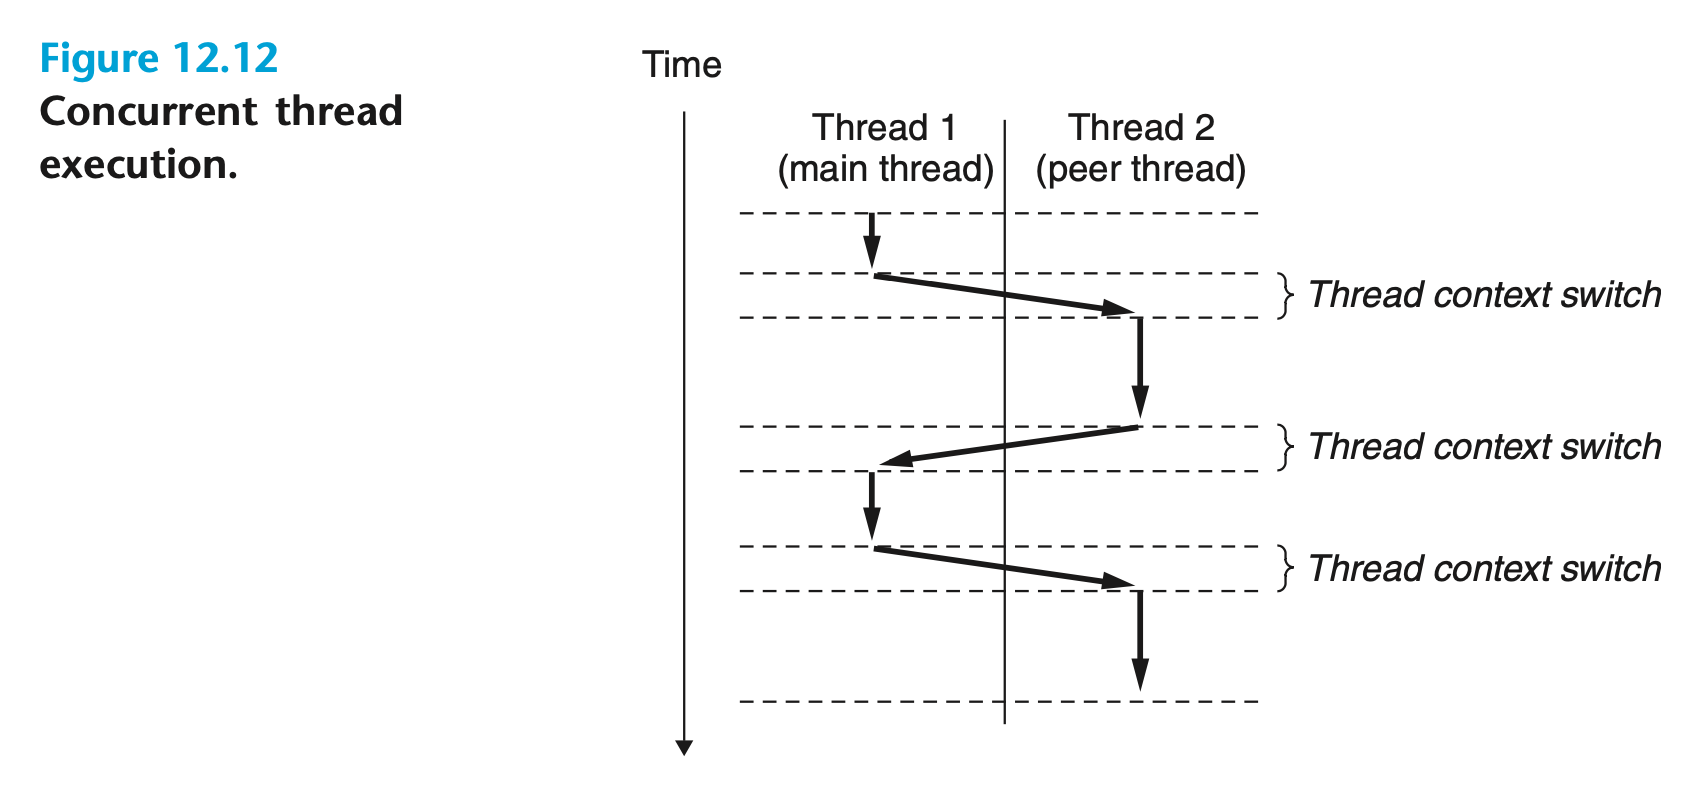 Figure 12.12
Concurrent thread
execution.
Time
Thread 1
(main thread)
Thread 2
(peer thread)
Thread context switch
Thread context switch
Thread context switch